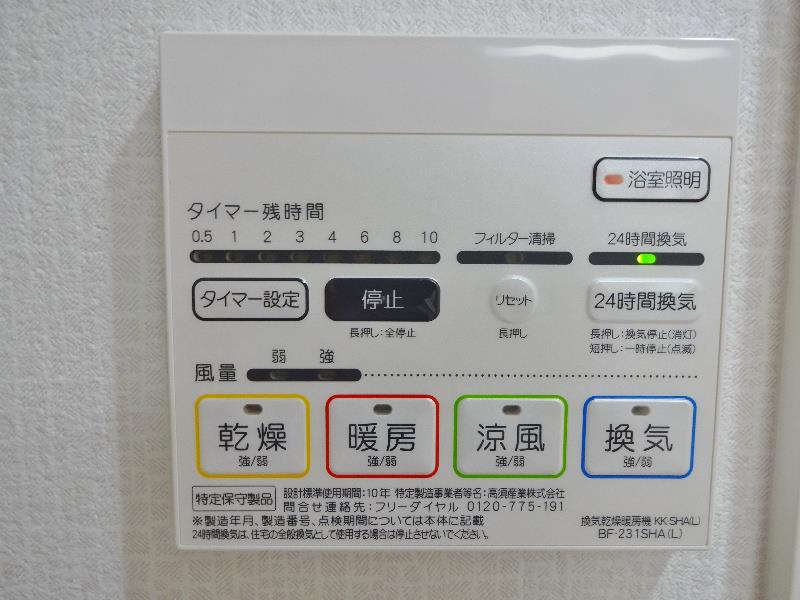 浴室照明
タイマー残時間
0.5 1 2 3 4 6 8 10
フィルター清掃
24時間換気
タイマー設定
停止
リセット
24時間換気
長押し:全停止
長押し
長押し:換気停止(消灯)
短押し:一時停止(点滅)
弱 強
風量
乾燥
強/弱
暖房
強/弱
涼風
強/弱
換気
強/弱
特定保守製品
設計標準使用期間:10年 特定製造事業者等名:高須産業株式会社
問合せ連絡先:フリーダイヤル 0120-775-191
※製造年月、製造番号、点検期間については本体に記載
24時間換気は、住宅の全般換気として使用する場合は停止させないでください。
換気乾燥暖房機 KK-SHA(L)
BF-231SHA(L)